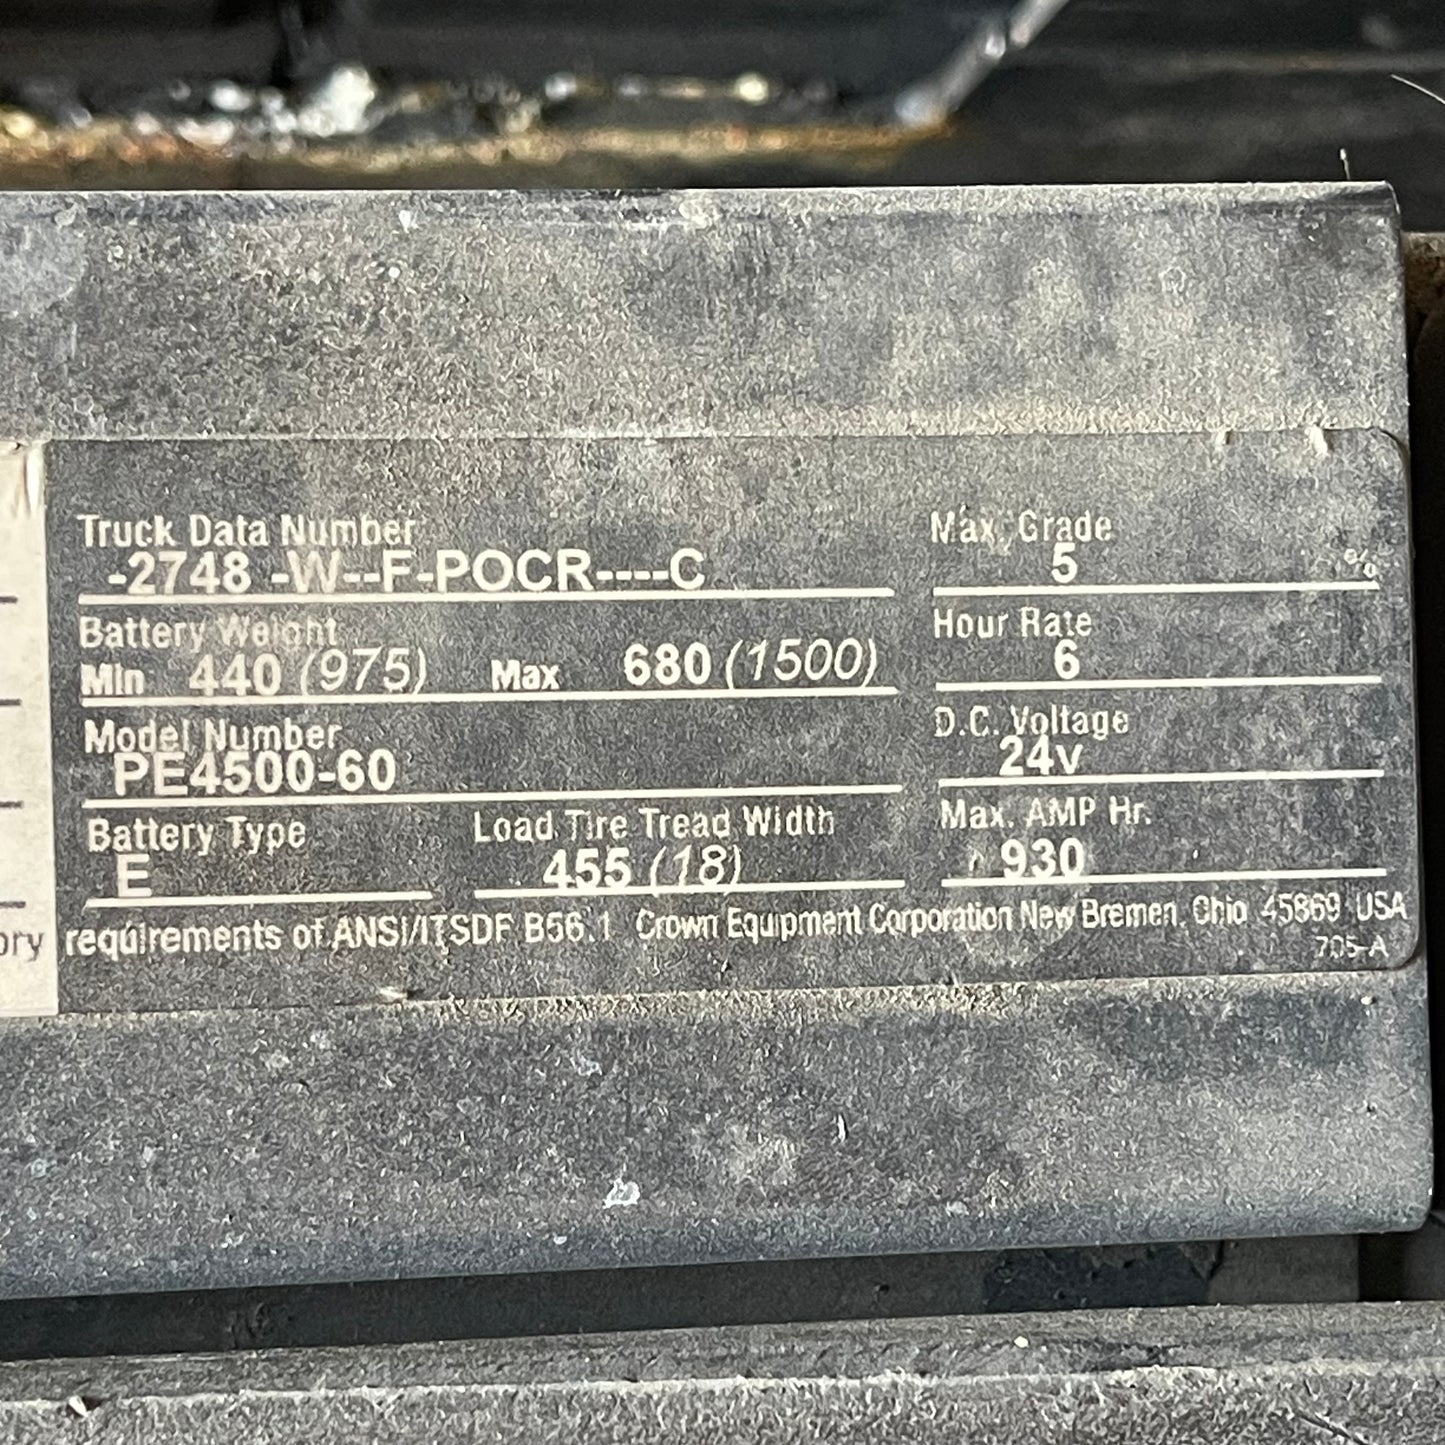 Truck Data Number
-2748 -W--F-POCR----C
Max. Grade
5 %
Battery Weight
Min 440 (975) Max 680 (1500)
Hour Rate
6
Model Number
PE4500-60
D.C. Voltage
24v
Battery Type
E
Load Tire Tread Width
455 (18)
Max. AMP Hr.
930
ory requirements of ANSI/ITSDF B56.1 Crown Equipment Corporation New Bremen, Ohio 45869 USA
705-A